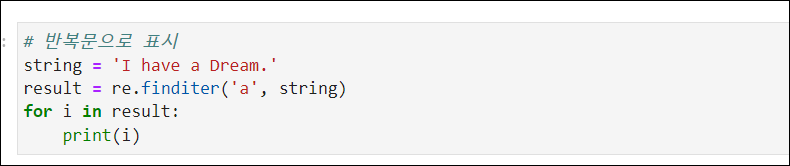 # 반복문으로 표시
string = 'I have a Dream.'
result = re.finditer('a', string)
for i in result:
    print(i)